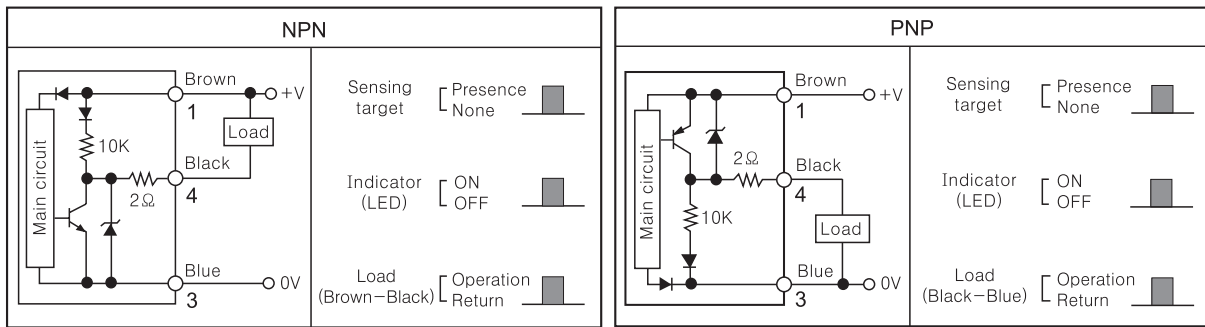 NPN
Main circuit
10K
2Ω
Brown
1
+V
Load
Black
4
Blue
3
0V
Sensing target
Presence
None
Indicator (LED)
ON
OFF
Load (Brown-Black)
Operation
Return
PNP
Main circuit
2Ω
10K
Brown
1
+V
Black
4
Load
Blue
3
0V
Sensing target
Presence
None
Indicator (LED)
ON
OFF
Load (Black-Blue)
Operation
Return